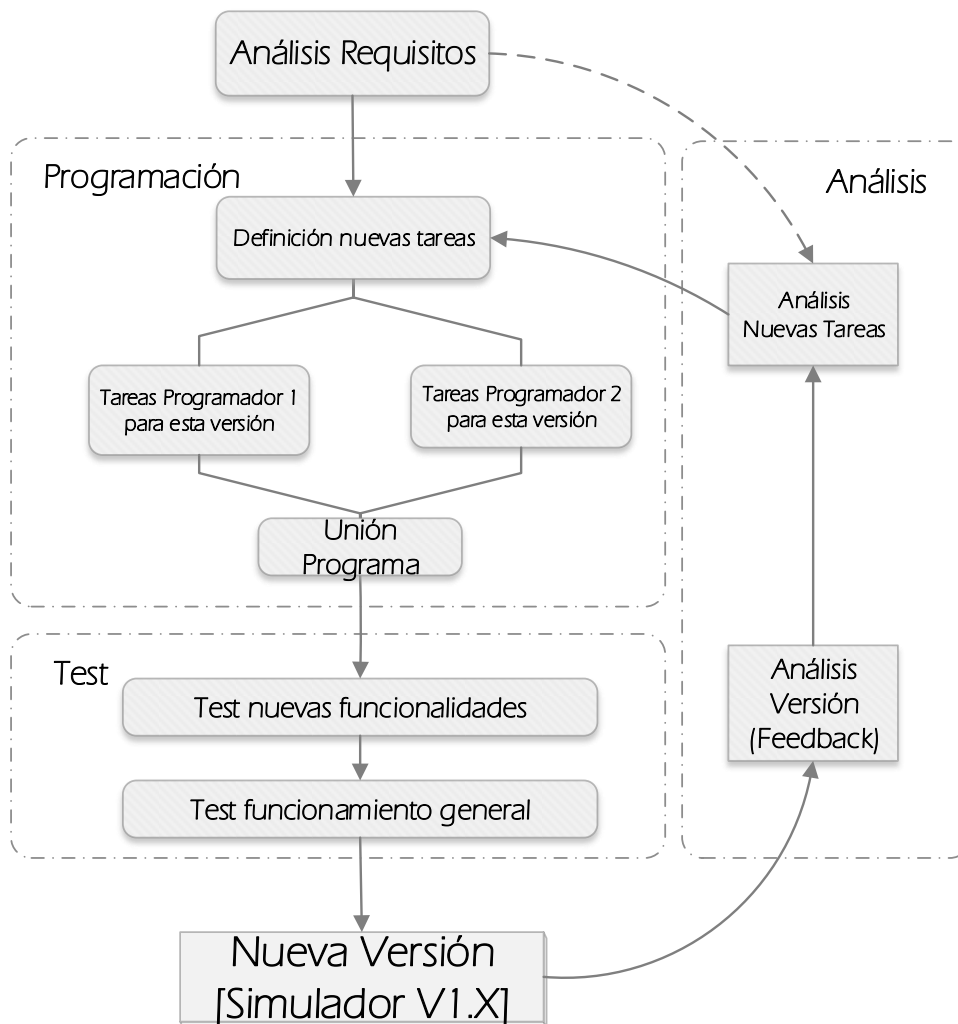 Análisis Requisitos
Programación
Análisis
Definición nuevas tareas
Análisis
Nuevas Tareas
Tareas Programador 1
para esta versión
Tareas Programador 2
para esta versión
Unión
Programa
Test
Test nuevas funcionalidades
Análisis
Versión
(Feedback)
Test funcionamiento general
Nueva Versión
[Simulador V1.X]